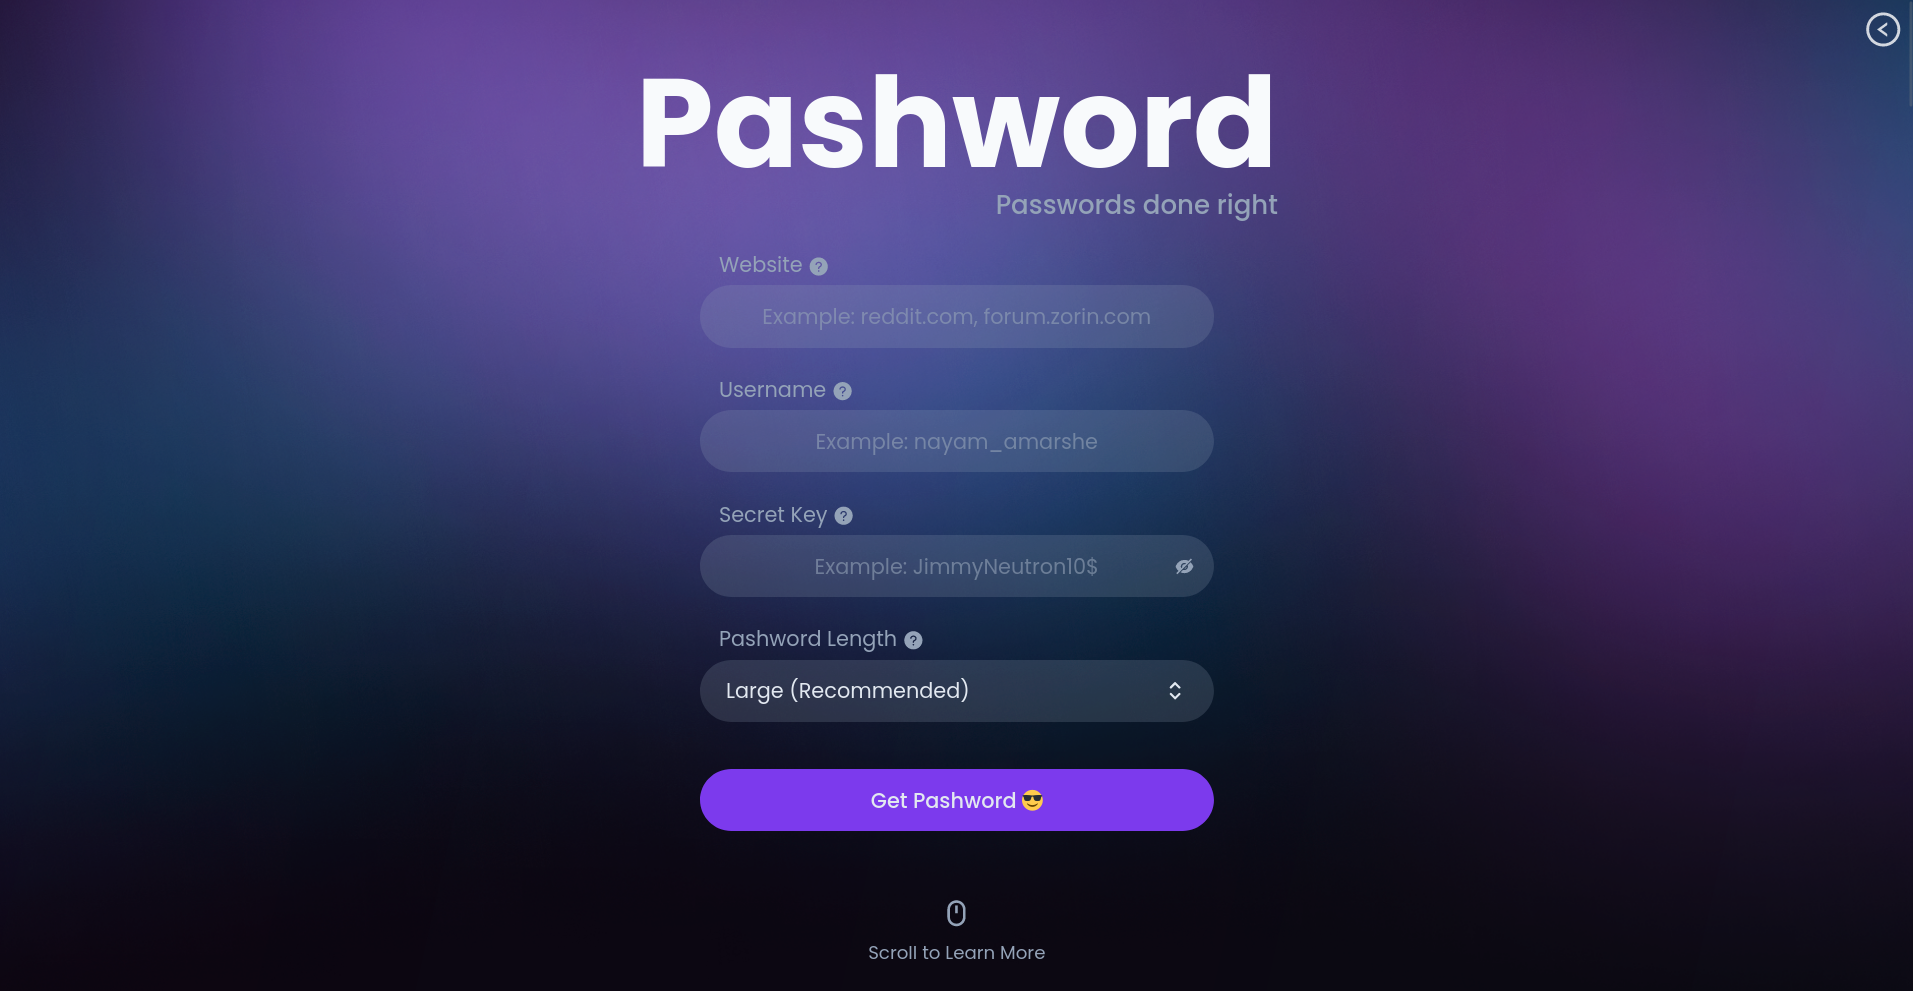 Pashword
Passwords done right
Website
Example: reddit.com, forum.zorin.com
Username
Example: nayam_amarshe
Secret Key
Example: JimmyNeutron10$
Pashword Length
Large (Recommended)
Get Pashword 😎
Scroll to Learn More